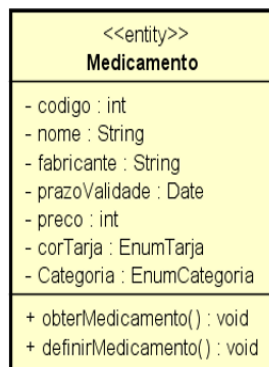 <<entity>>
Medicamento
- codigo : int
- nome : String
- fabricante : String
- prazoValidade : Date
- preco : int
- corTarja : EnumTarja
- Categoria : EnumCategoria
+ obterMedicamento() : void
+ definirMedicamento() : void